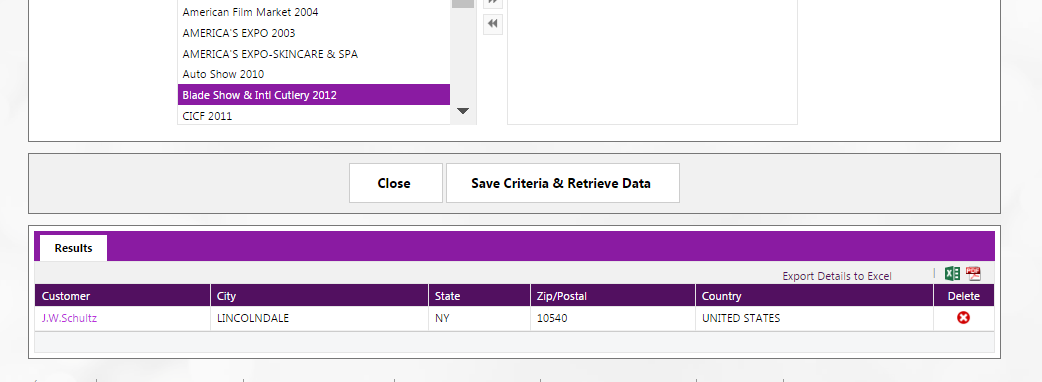 American Film Market 2004
AMERICA'S EXPO 2003
AMERICA'S EXPO-SKINCARE & SPA
Auto Show 2010
Blade Show & Intl Cutlery 2012
CICF 2011
Close Save Criteria & Retrieve Data
Results
Export Details to Excel
Customer City State Zip/Postal Country Delete
J.W.Schultz LINCOLNDALE NY 10540 UNITED STATES